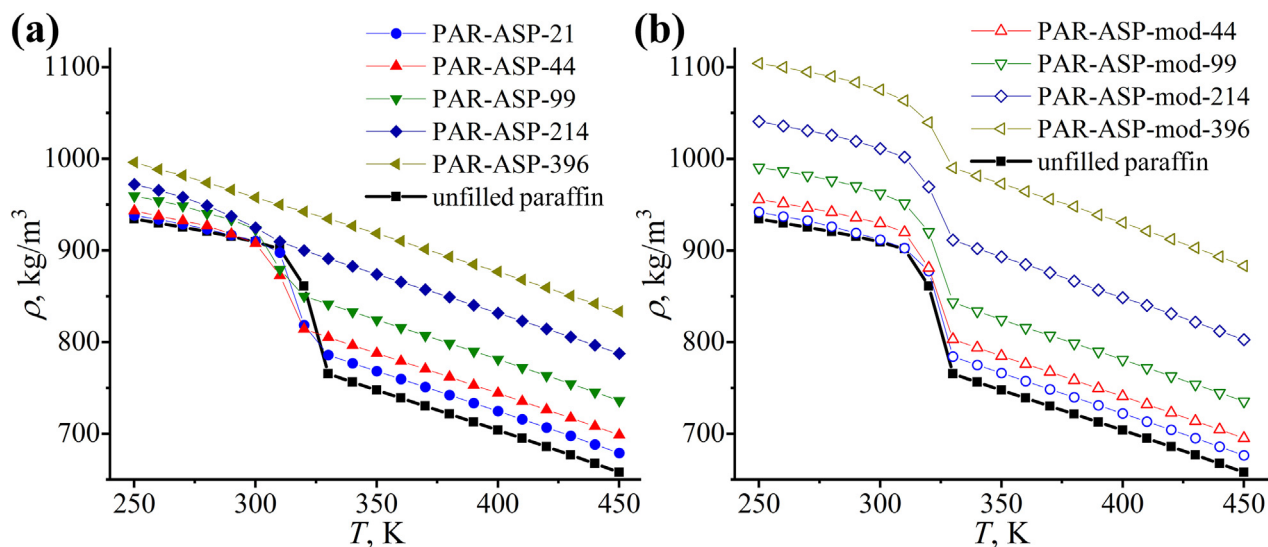 (a)
PAR-ASP-21
PAR-ASP-44
PAR-ASP-99
PAR-ASP-214
PAR-ASP-396
unfilled paraffin
1100
1000
900
800
700
ρ, kg/m³
250
300
350
400
450
T, K
(b)
PAR-ASP-mod-44
PAR-ASP-mod-99
PAR-ASP-mod-214
PAR-ASP-mod-396
unfilled paraffin
1100
1000
900
800
700
ρ, kg/m³
250
300
350
400
450
T, K